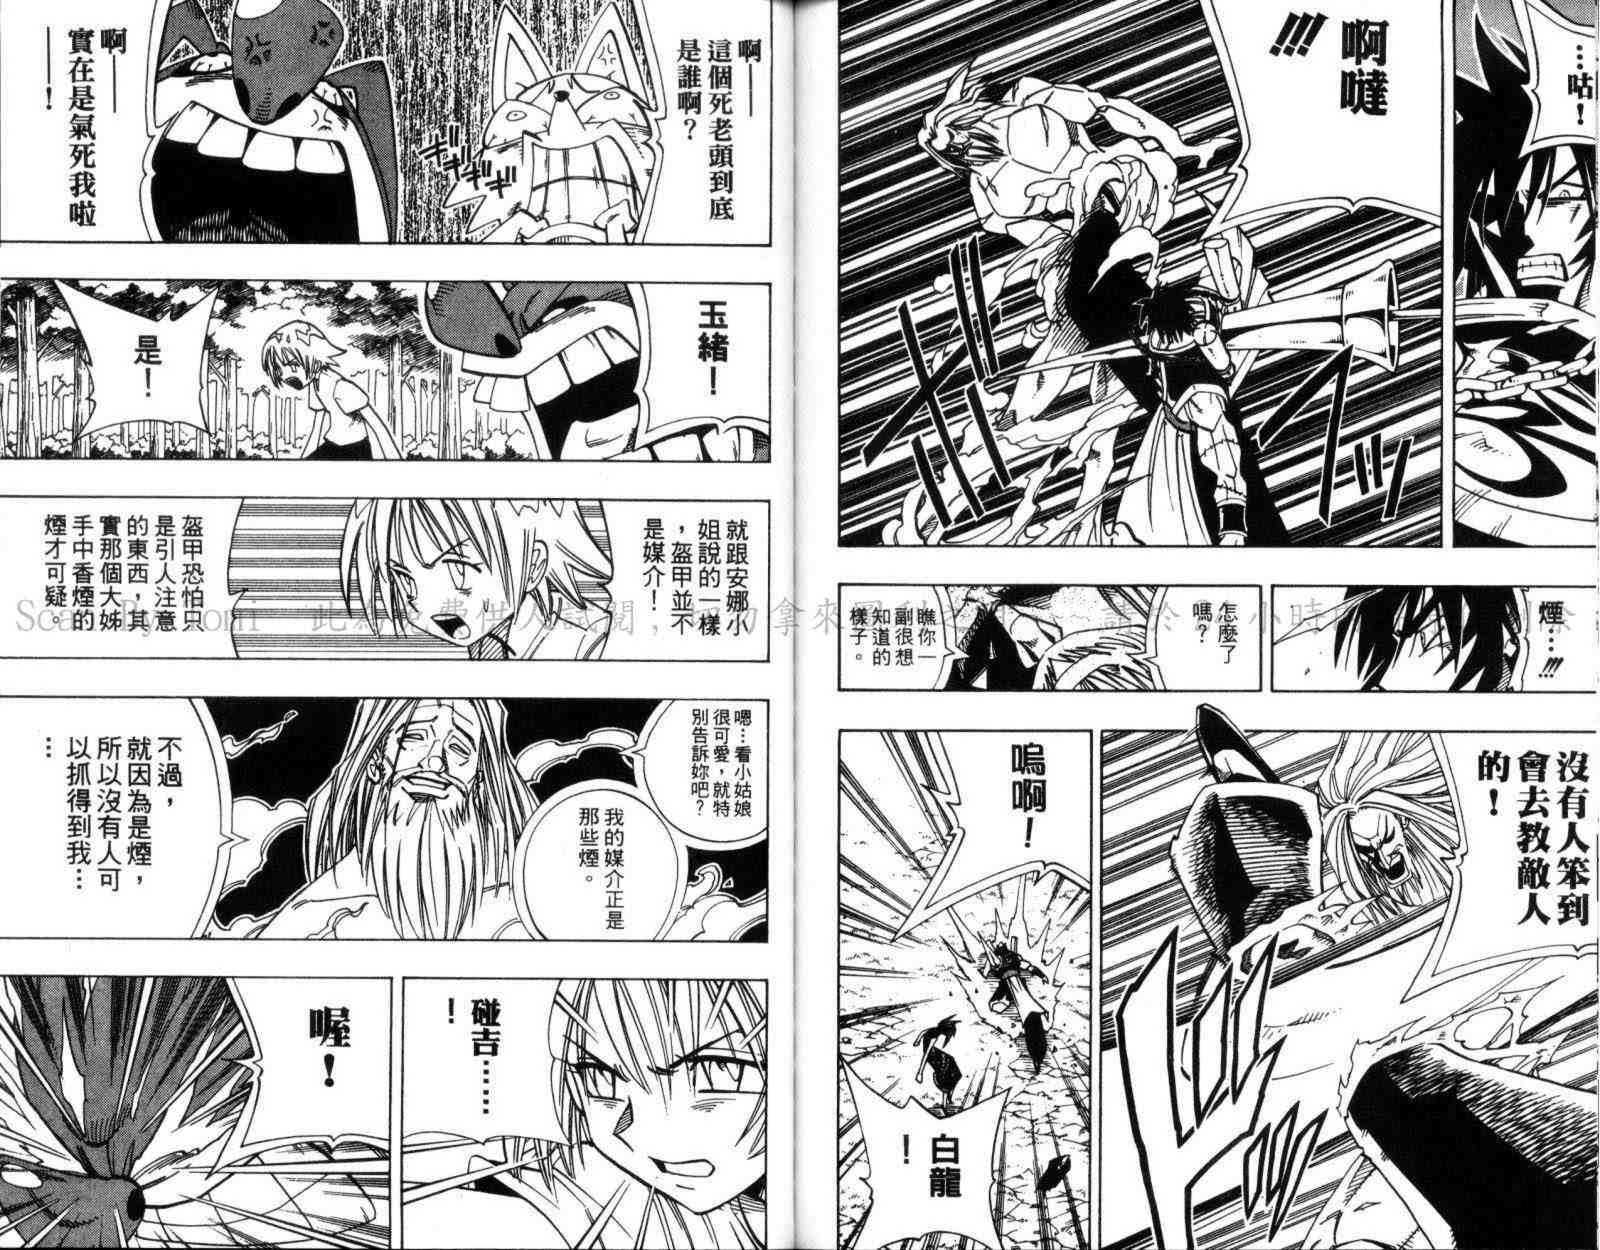 …咕！
啊噠
!!!
煙…!!!
怎麼了
嗎？
瞧你一
副很想
知道的
樣子。
沒有人笨到
會去教敵人
的！
嗚啊！
白龍
！
啊——
這個死老頭到底
是誰啊？
ギギギギ
啊——
實在是氣死我啦
——！
玉緒！
是！
就跟安娜小
姐說的一樣
，盔甲並不
是媒介！
盔甲恐怕只
是引人注意
的東西，其
實那個大姊
手中香煙的
煙才可疑。
嗯…看小姑娘
很可愛，就特
別告訴妳吧？
我的媒介正是
那些煙。
不過，
就因為是煙，
所以沒有人可
以抓得到我…
…
碰吉……
！
喔！